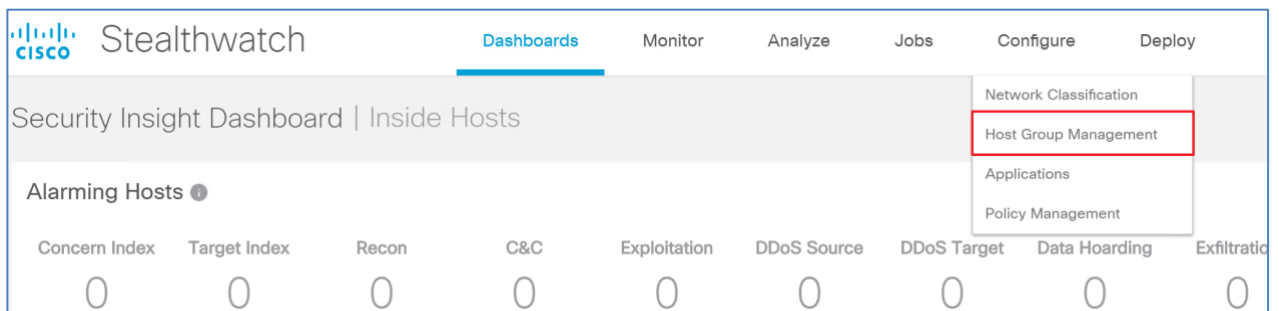 CISCO Stealthwatch Dashboards Monitor Analyze Jobs Configure Deploy
Network Classification
Security Insight Dashboard | Inside Hosts
Host Group Management
Applications
Alarming Hosts
Policy Management
Concern Index Target Index Recon C&C Exploitation DDoS Source DDoS Target Data Hoarding Exfiltratio
0 0 0 0 0 0 0 0 0